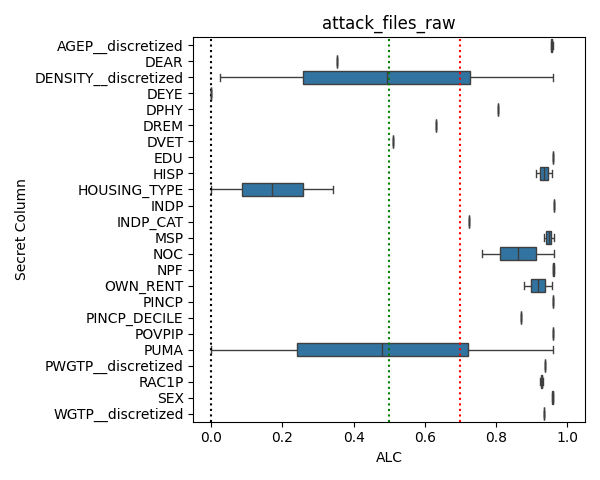 attack_files_raw
AGEP__discretized
DEAR
DENSITY__discretized
DEYE
DPHY
DREM
DVET
EDU
HISP
HOUSING_TYPE
INDP
INDP_CAT
MSP
NOC
NPF
OWN_RENT
PINCP
PINCP_DECILE
POVPIP
PUMA
PWGTP__discretized
RAC1P
SEX
WGTP__discretized
Secret Column
0.0 0.2 0.4 0.6 0.8 1.0
ALC